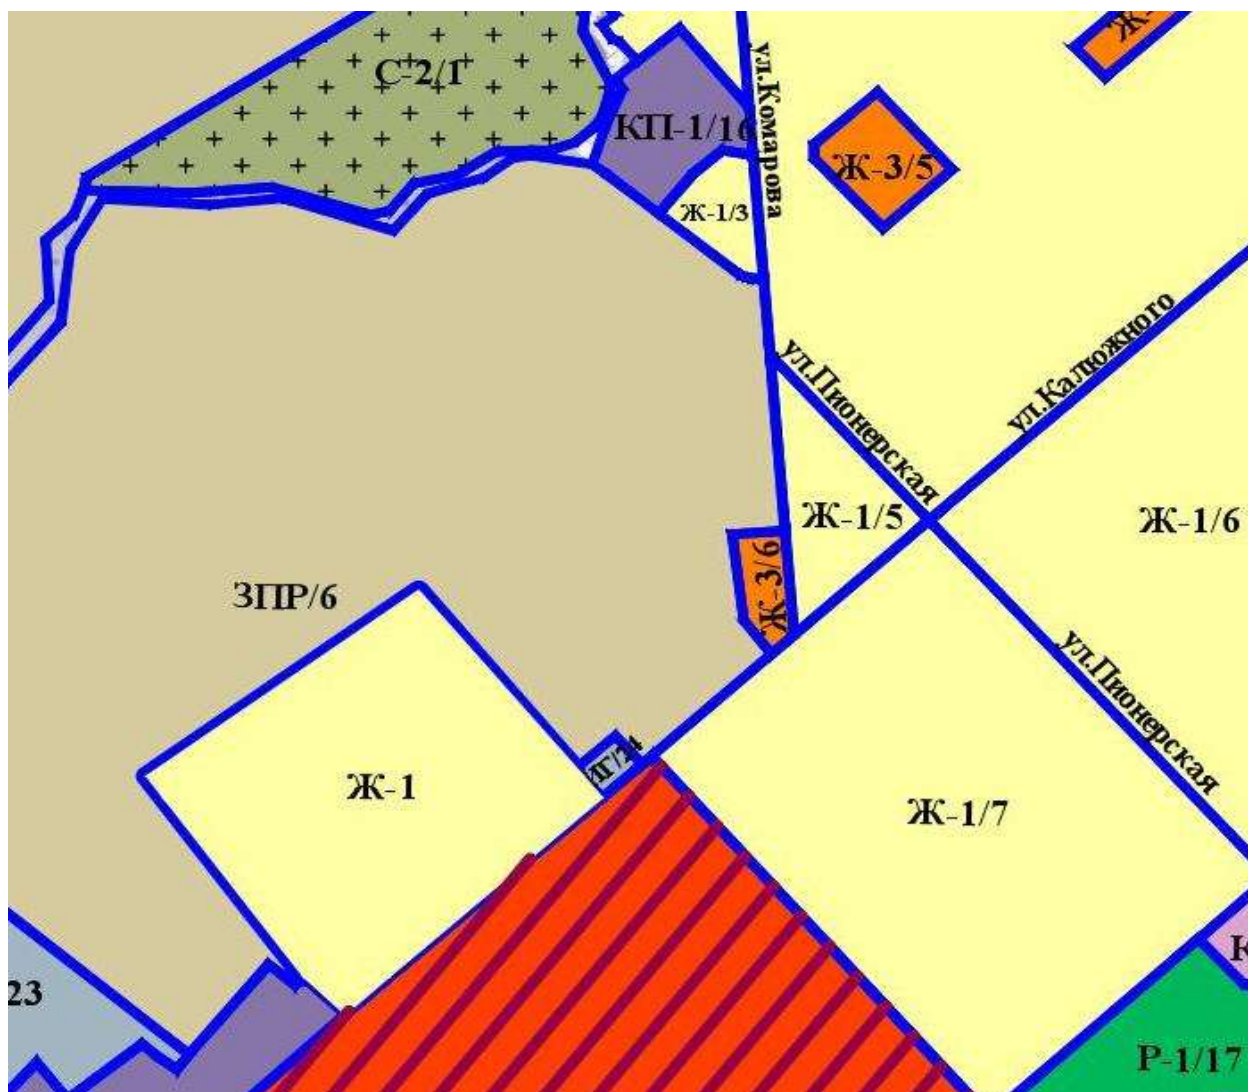 Ж-
С-2/1
КП-1/16
ул.Комарова
Ж-3/5
Ж-1/3
ул.Калюжного
ул.Пионерская
Ж-1/5
Ж-1/6
Ж-3/6
ЗПР/6
ул.Пионерская
Ж-1
Ж-1/7
К
23
Р-1/17